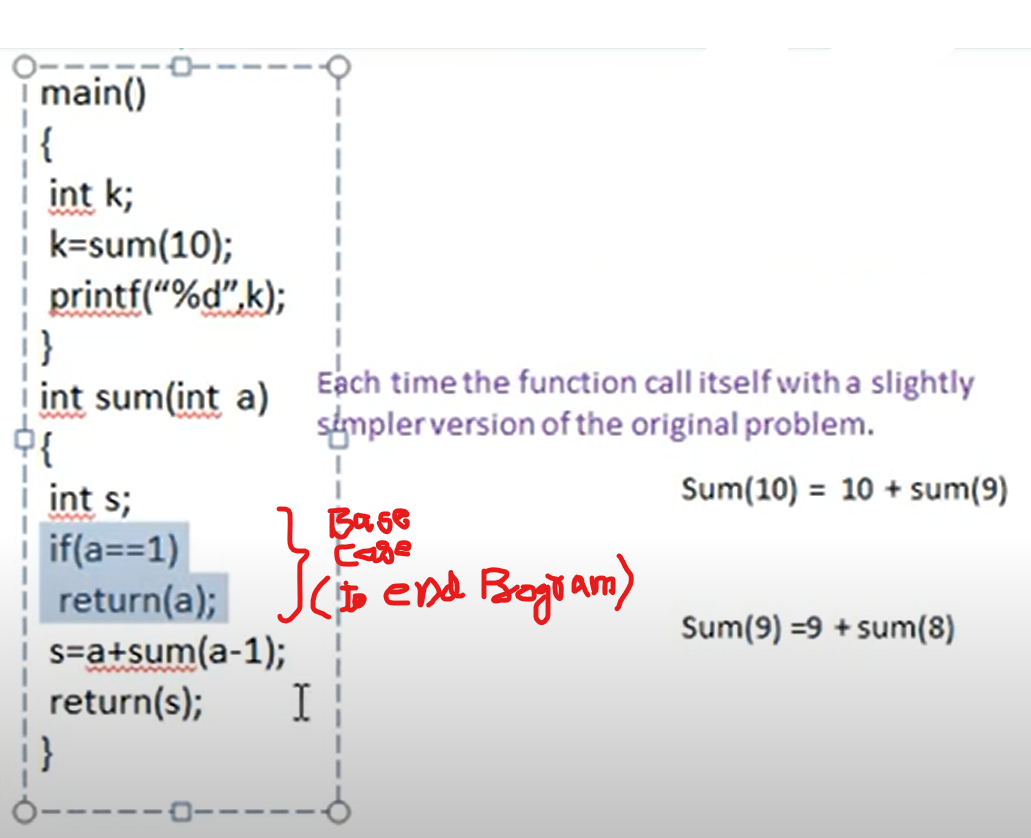 main()
{
int k;
k=sum(10);
printf(“%d”,k);
}
int sum(int a)
{
int s;
if(a==1)
return(a);
s=a+sum(a-1);
return(s);
}
Each time the function call itself with a slightly
simpler version of the original problem.
Sum(10) = 10 + sum(9)
Sum(9) =9 + sum(8)
Base
Case
(To end Program)